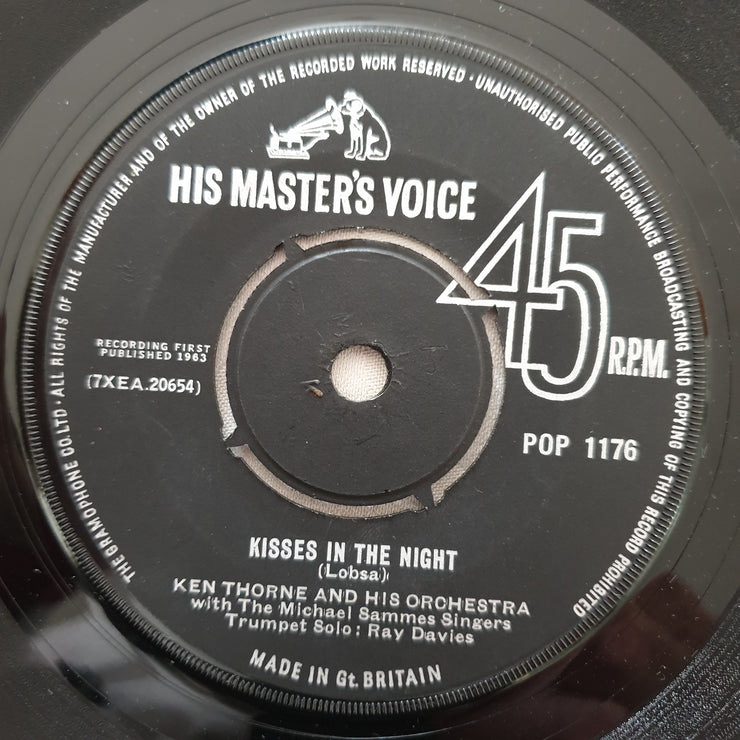 THE GRAMOPHONE CO. LTD · ALL RIGHTS OF THE MANUFACTURER AND OF THE OWNER OF THE RECORDED WORK RESERVED · UNAUTHORISED PUBLIC PERFORMANCE BROADCASTING AND COPYING OF THIS RECORD PROHIBITED
HIS MASTER'S VOICE
45
R.P.M.
RECORDING FIRST
PUBLISHED 1963
(7XEA.20654)
POP 1176
KISSES IN THE NIGHT
(Lobsa)
KEN THORNE AND HIS ORCHESTRA
with The Michael Sammes Singers
Trumpet Solo: Ray Davies
MADE IN Gt. BRITAIN